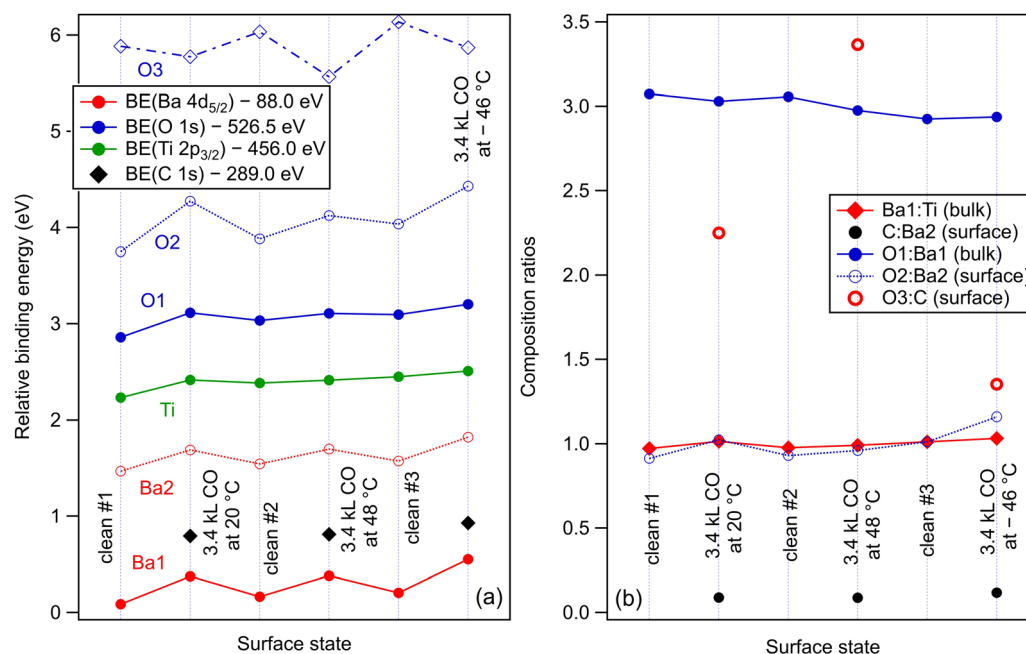 6
5
4
3
2
1
0
Relative binding energy (eV)
O3
BE(Ba 4d5/2) − 88.0 eV
BE(O 1s) − 526.5 eV
BE(Ti 2p3/2) − 456.0 eV
BE(C 1s) − 289.0 eV
3.4 kL CO
at − 46 °C
O2
O1
Ti
Ba2
Ba1
clean #1
3.4 kL CO
at 20 °C
clean #2
3.4 kL CO
at 48 °C
clean #3
(a)
Surface state
3.5
3.0
2.5
2.0
1.5
1.0
0.5
0.0
Composition ratios
Ba1:Ti (bulk)
C:Ba2 (surface)
O1:Ba1 (bulk)
O2:Ba2 (surface)
O3:C (surface)
clean #1
3.4 kL CO
at 20 °C
clean #2
3.4 kL CO
at 48 °C
clean #3
3.4 kL CO
at − 46 °C
(b)
Surface state